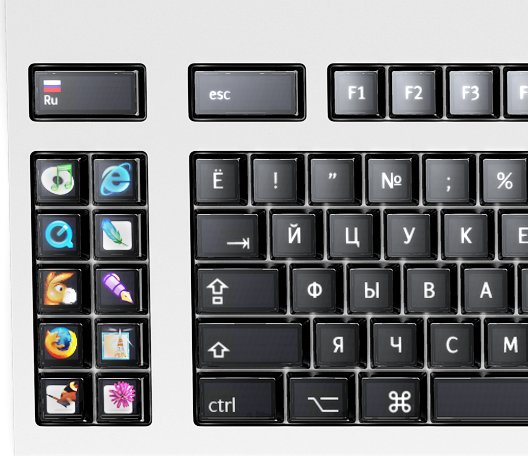 Ru esc F1 F2 F3 F
Ё ! ” № ; %
Й Ц У К Е
Ф Ы В А
Я Ч С М
ctrl